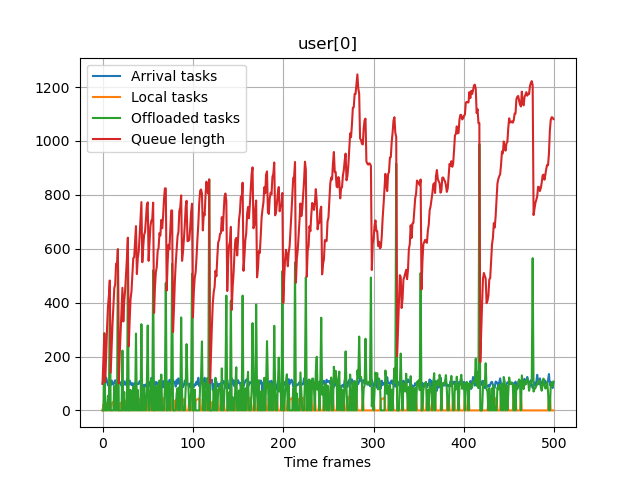 user[0]
Arrival tasks
Local tasks
Offloaded tasks
Queue length
1200
1000
800
600
400
200
0
0 100 200 300 400 500
Time frames